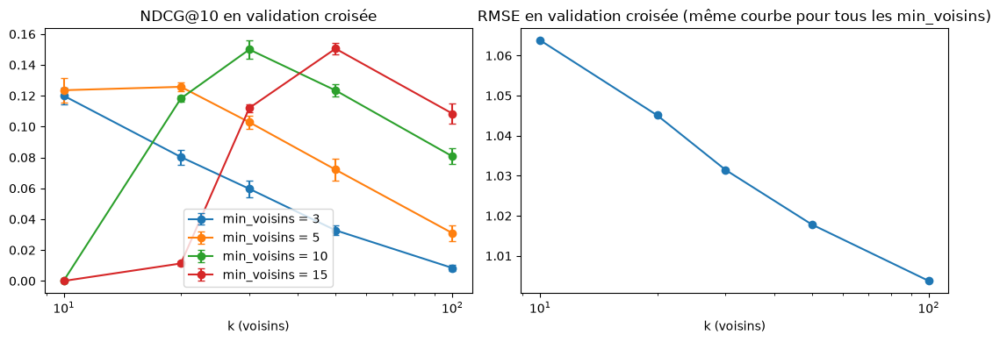 NDCG@10 en validation croisée
0.16
0.14
0.12
0.10
0.08
0.06
0.04
0.02
0.00
min_voisins = 3
min_voisins = 5
min_voisins = 10
min_voisins = 15
10¹
10²
k (voisins)
RMSE en validation croisée (même courbe pour tous les min_voisins)
1.06
1.05
1.04
1.03
1.02
1.01
10¹
10²
k (voisins)